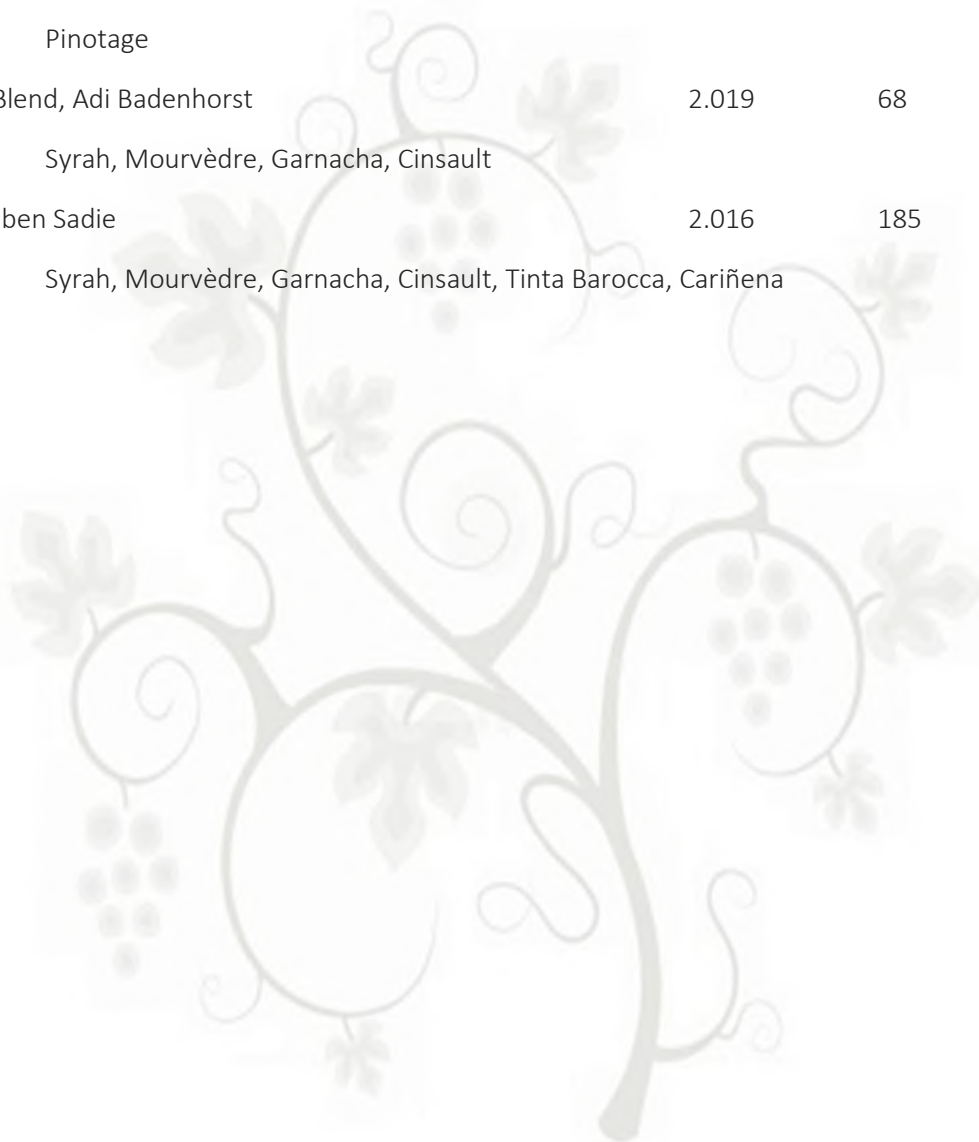 Pinotage
Blend, Adi Badenhorst 2.019 68
Syrah, Mourvèdre, Garnacha, Cinsault
ben Sadie 2.016 185
Syrah, Mourvèdre, Garnacha, Cinsault, Tinta Barocca, Cariñena